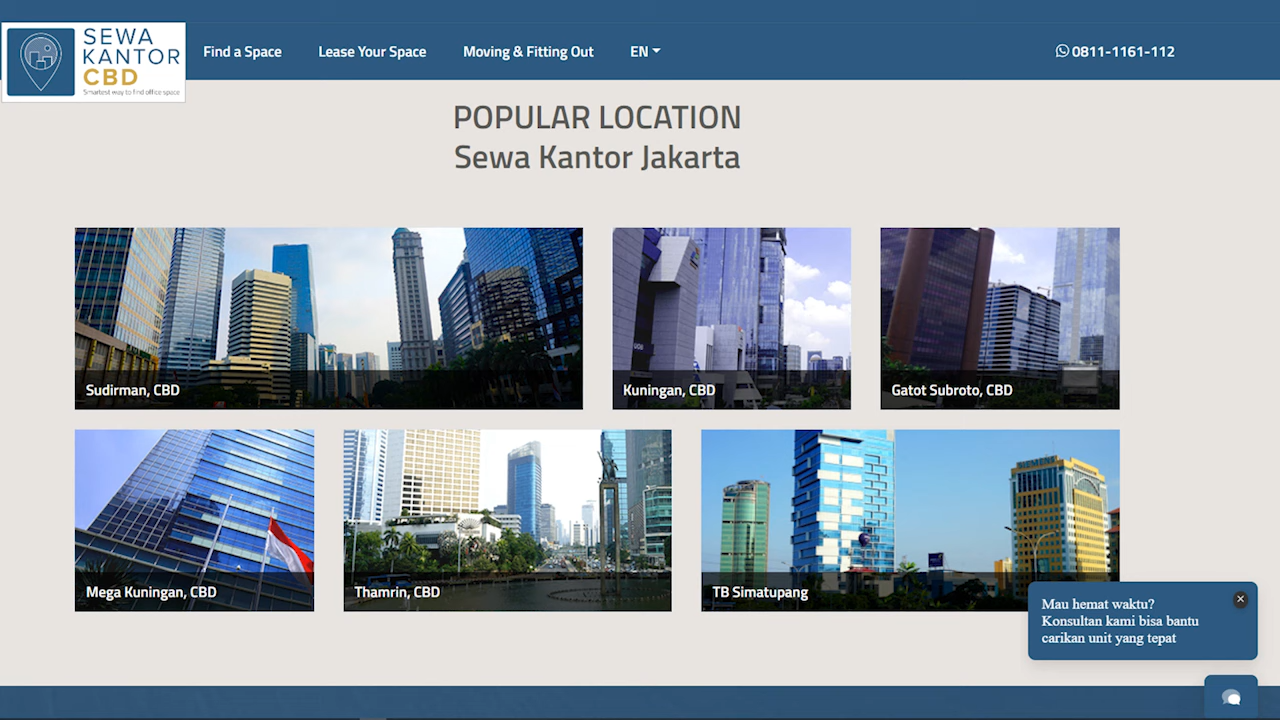 SEWA
KANTOR
CBD
Smartest way to find office space
Find a Space
Lease Your Space
Moving & Fitting Out
EN
0811-1161-112
POPULAR LOCATION
Sewa Kantor Jakarta
Sudirman, CBD
Kuningan, CBD
Gatot Subroto, CBD
Mega Kuningan, CBD
Thamrin, CBD
TB Simatupang
Mau hemat waktu?
Konsultan kami bisa bantu
carikan unit yang tepat